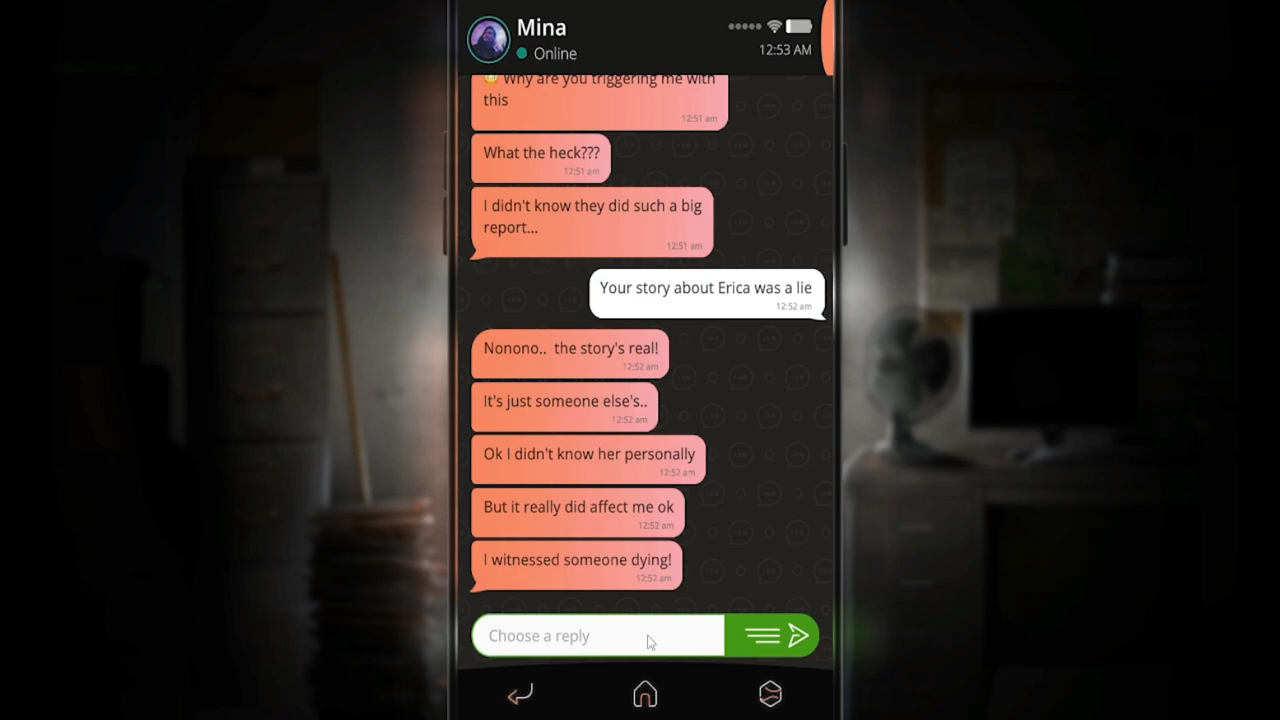 Mina
Online
12:53 AM
Why are you triggering me with
this
12:51 am
What the heck???
12:51 am
I didn't know they did such a big
report...
12:51 am
Your story about Erica was a lie
12:52 am
Nonono..  the story's real!
12:52 am
It's just someone else's..
12:52 am
Ok I didn't know her personally
12:52 am
But it really did affect me ok
12:52 am
I witnessed someone dying!
12:52 am
Choose a reply